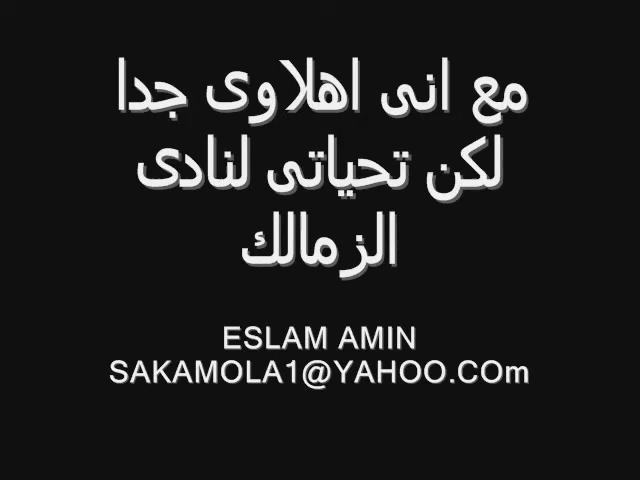 مع انى اهلاوى جدا
لكن تحياتى لنادى
الزمالك
ESLAM AMIN
SAKAMOLA1@YAHOO.COm